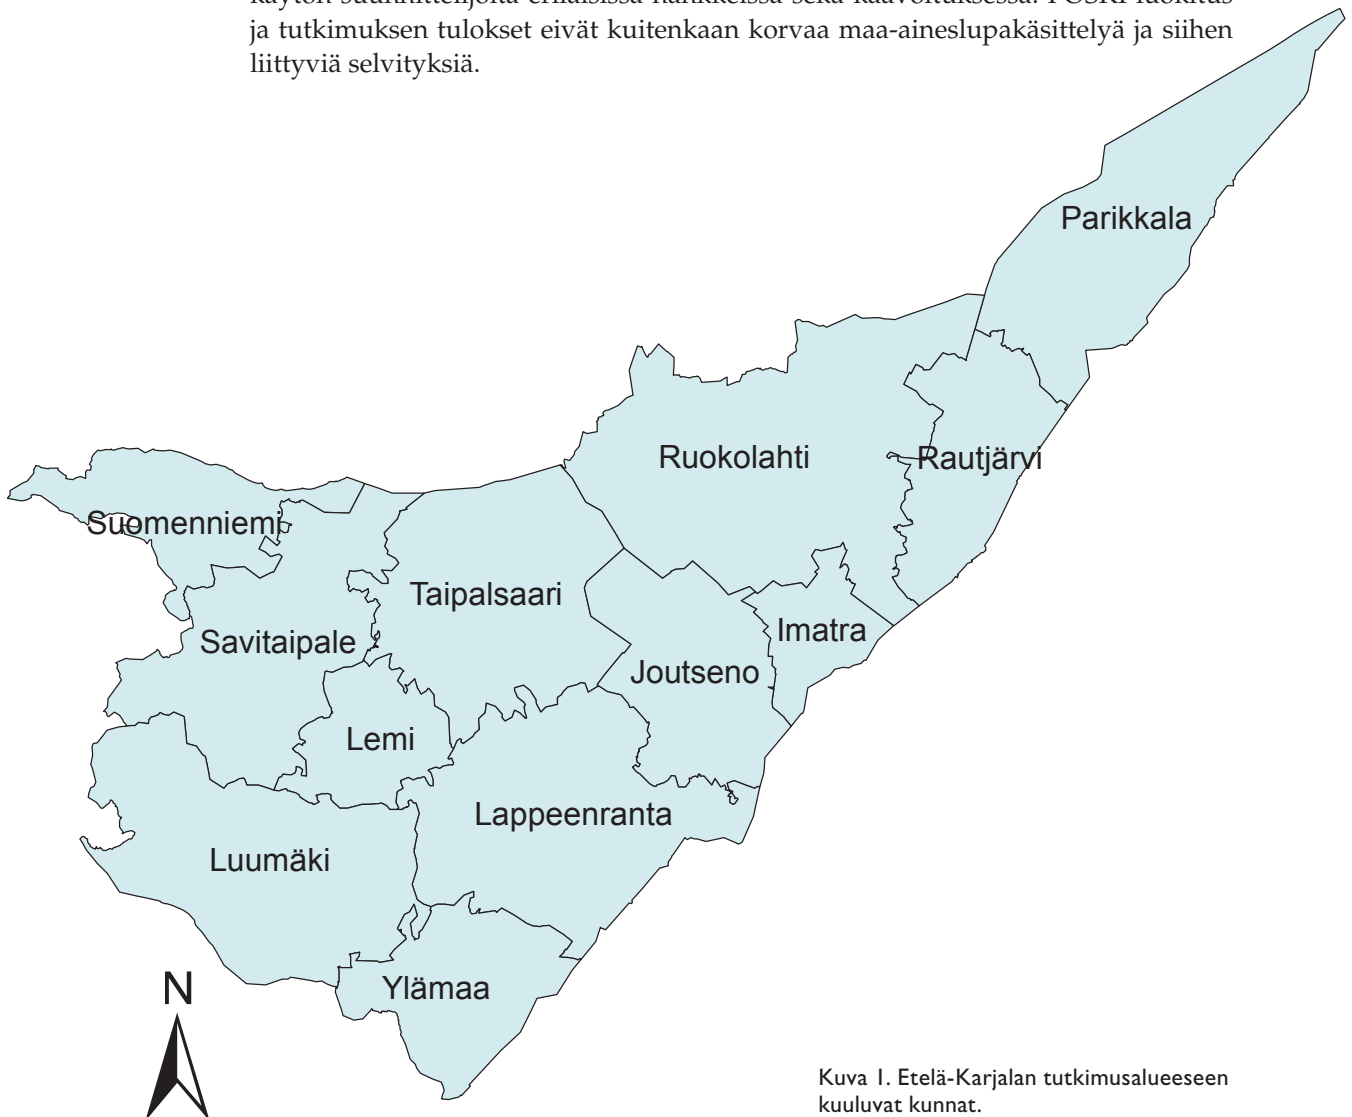 ja tutkimuksen tulokset eivät kuitenkaan korvaa maa-aineslupakäsittelyä ja siihen
liittyviä selvityksiä.
Parikkala
Ruokolahti
Rautjärvi
Suomenniemi
Taipalsaari
Imatra
Savitaipale
Joutseno
Lemi
Lappeenranta
Luumäki
Ylämaa
N
Kuva 1. Etelä-Karjalan tutkimusalueeseen
kuuluvat kunnat.